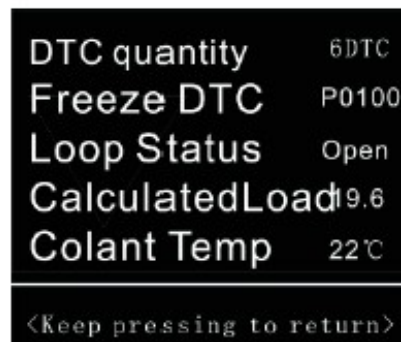 DTC quantity 6DTC
Freeze DTC P0100
Loop Status Open
CalculatedLoad 19.6
Colant Temp 22℃
<Keep pressing to return>